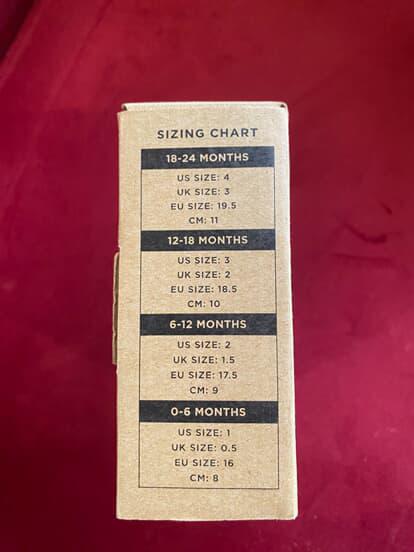 SIZING CHART
18-24 MONTHS
US SIZE: 4
UK SIZE: 3
EU SIZE: 19.5
CM: 11
12-18 MONTHS
US SIZE: 3
UK SIZE: 2
EU SIZE: 18.5
CM: 10
6-12 MONTHS
US SIZE: 2
UK SIZE: 1.5
EU SIZE: 17.5
CM: 9
0-6 MONTHS
US SIZE: 1
UK SIZE: 0.5
EU SIZE: 16
CM: 8